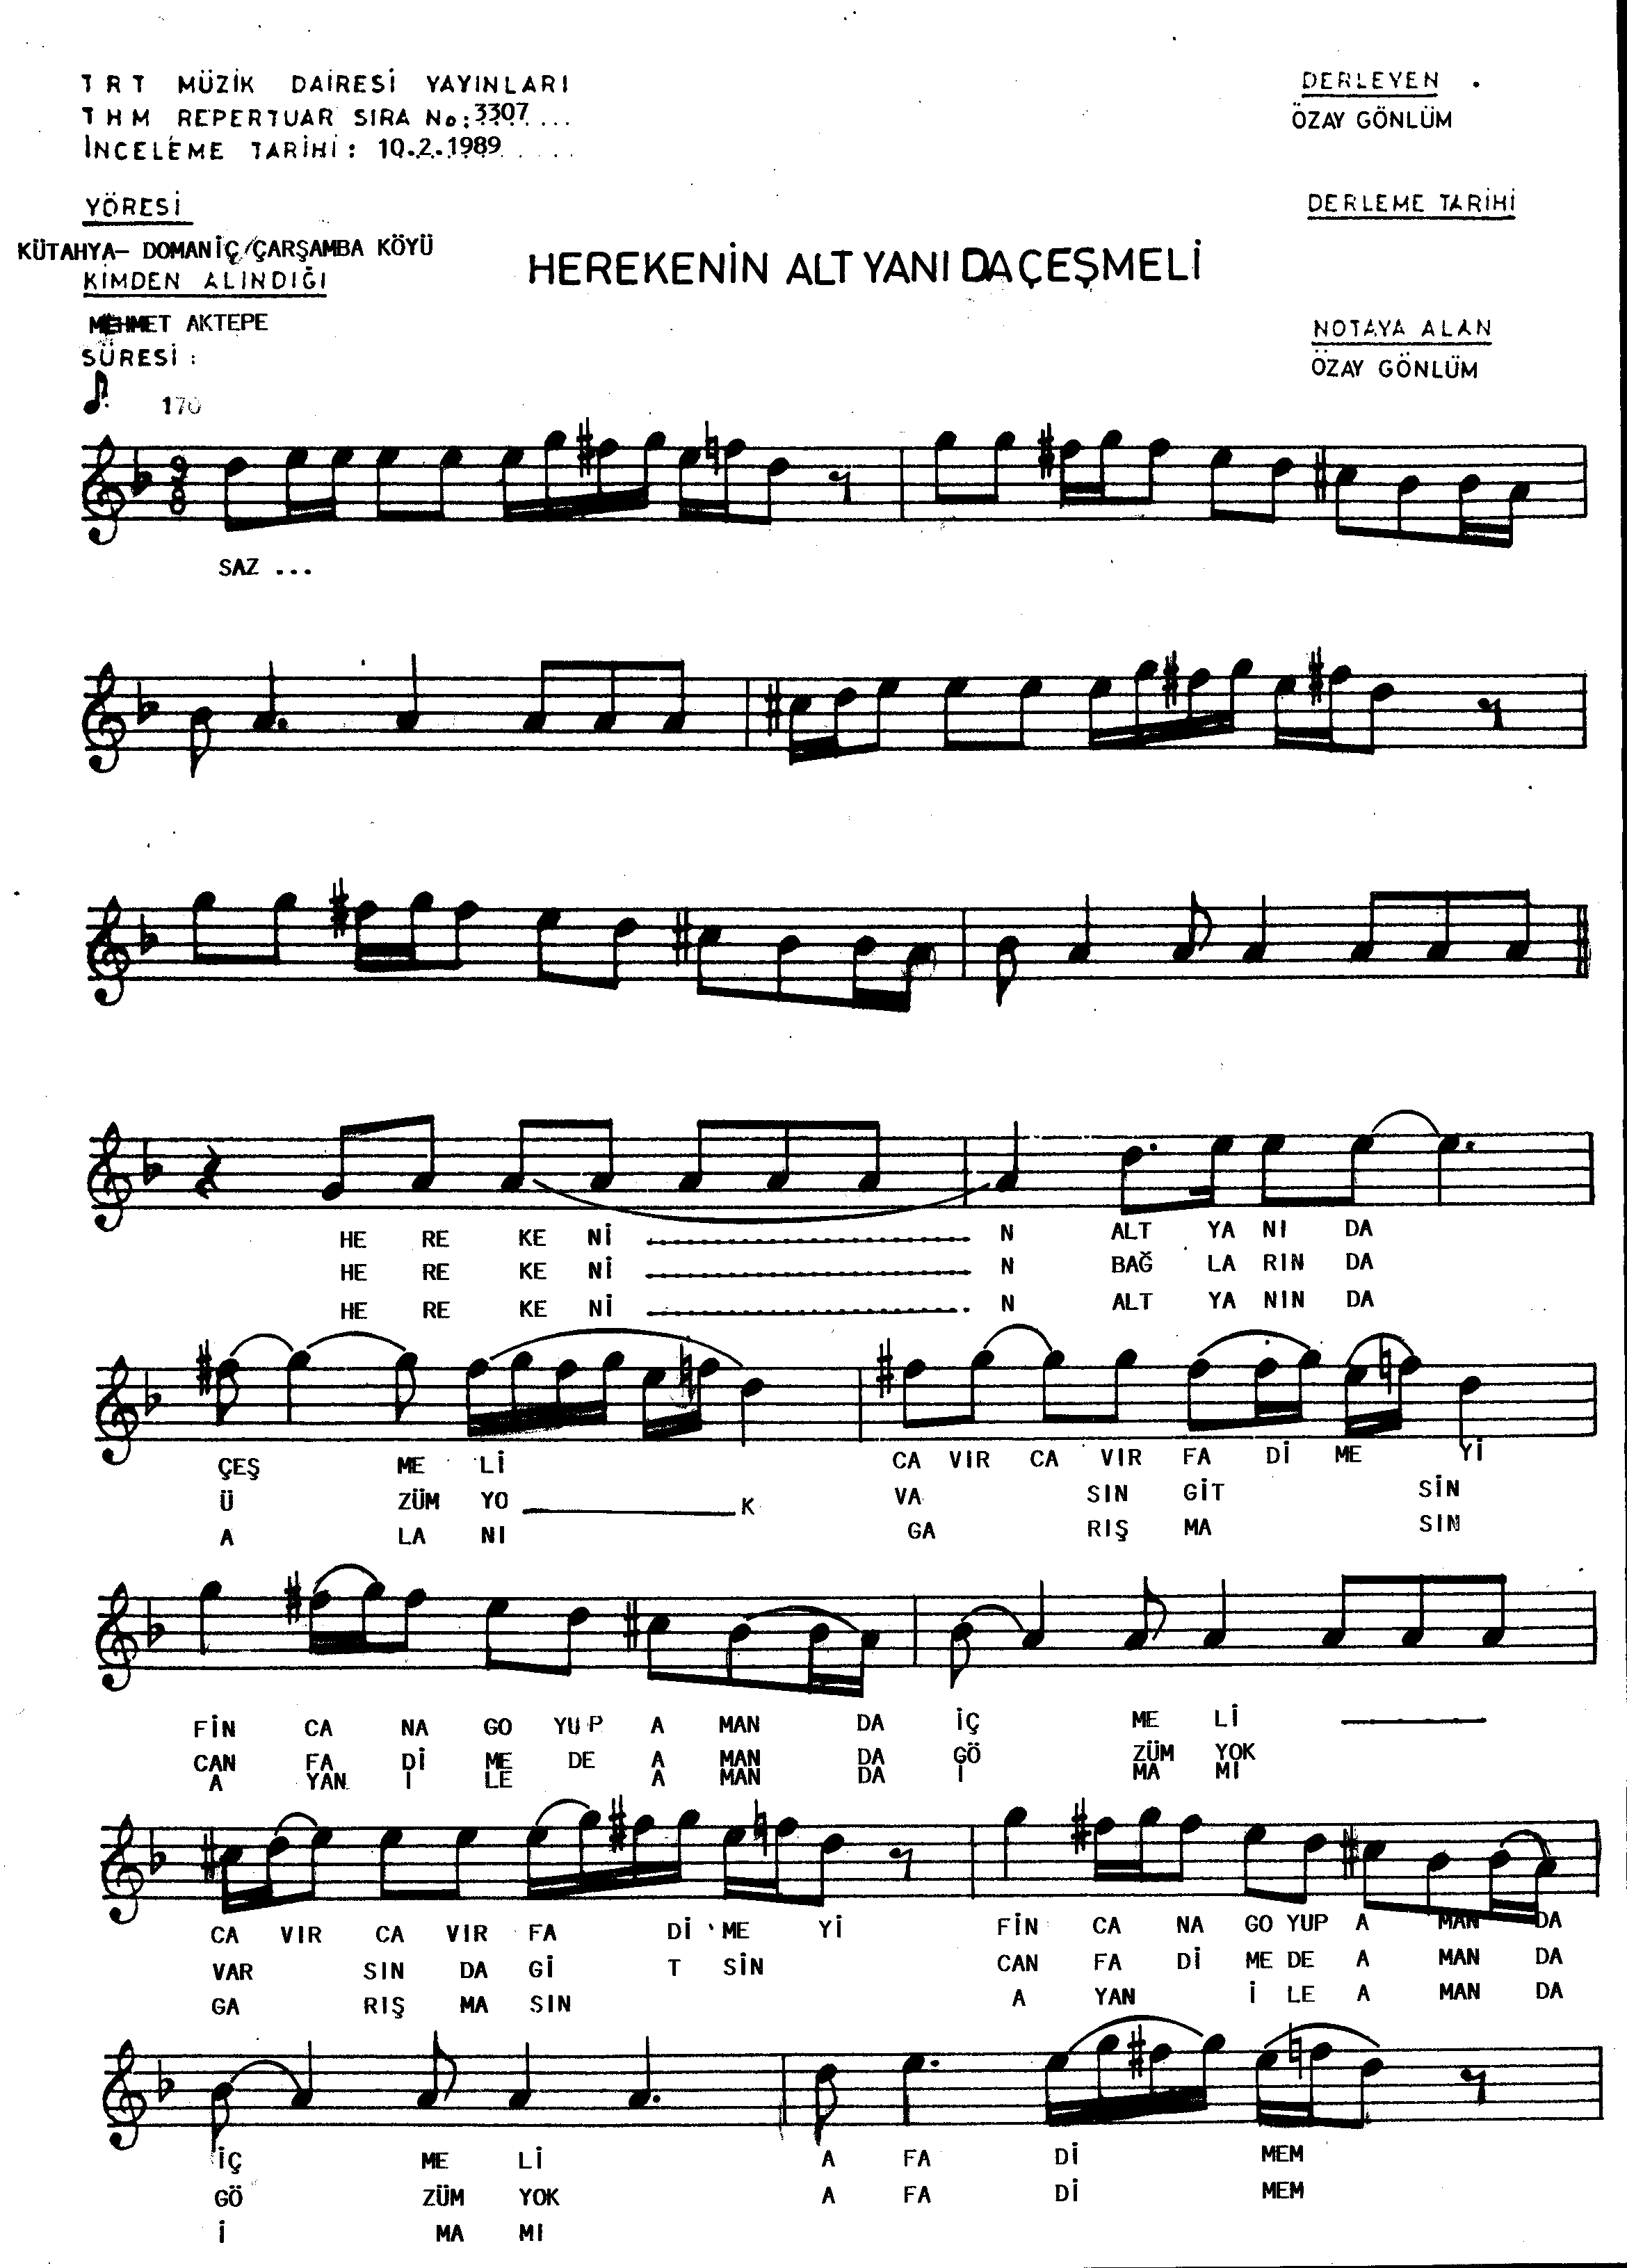 TRT MÜZİK DAİRESİ YAYINLARI
THM REPERTUAR SIRA No: 3307
İNCELEME TARİHİ : 10.2.1989
DERLEYEN
ÖZAY GÖNLÜM
YÖRESİ
KÜTAHYA- DOMANİÇ/ÇARŞAMBA KÖYÜ
DERLEME TARİHİ
HEREKENİN ALT YANI DA ÇEŞMELİ
KİMDEN ALINDIĞI
MEHMET AKTEPE
NOTAYA ALAN
ÖZAY GÖNLÜM
SÜRESİ :
170
9
8
SAZ ...
HE RE KE Nİ N ALT YA NI DA
HE RE KE Nİ N BAĞ LA RIN DA
HE RE KE Nİ N ALT YA NIN DA
ÇEŞ ME Lİ CA VIR CA VIR FA Dİ ME Yİ
Ü ZÜM YO K VA SIN GİT SİN
A LA NI GA RIŞ MA SIN
FİN CA NA GO YUP A MAN DA İÇ ME Lİ
CAN FA Dİ ME DE A MAN DA GÖ ZÜM YOK
A YAN I LE A MAN DA I MA MI
CA VIR CA VIR FA Dİ ME Yİ FİN CA NA GO YUP A MAN DA
VAR SIN DA Gİ T SİN CAN FA Dİ ME DE A MAN DA
GA RIŞ MA SIN A YAN İ LE A MAN DA
İÇ ME Lİ A FA Dİ MEM
GÖ ZÜM YOK A FA Dİ MEM
İ MA MI